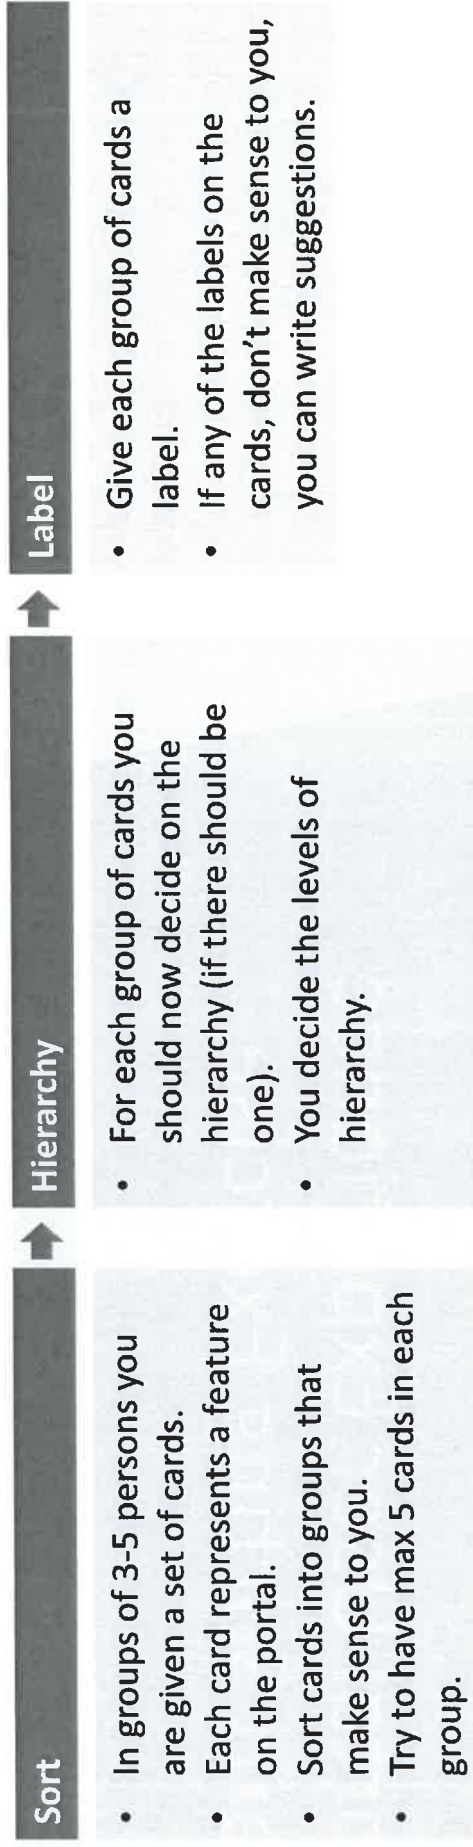 Sort
• In groups of 3-5 persons you
are given a set of cards.
• Each card represents a feature
on the portal.
• Sort cards into groups that
make sense to you.
• Try to have max 5 cards in each
group.
Hierarchy
• For each group of cards you
should now decide on the
hierarchy (if there should be
one).
• You decide the levels of
hierarchy.
Label
• Give each group of cards a
label.
• If any of the labels on the
cards, don't make sense to you,
you can write suggestions.